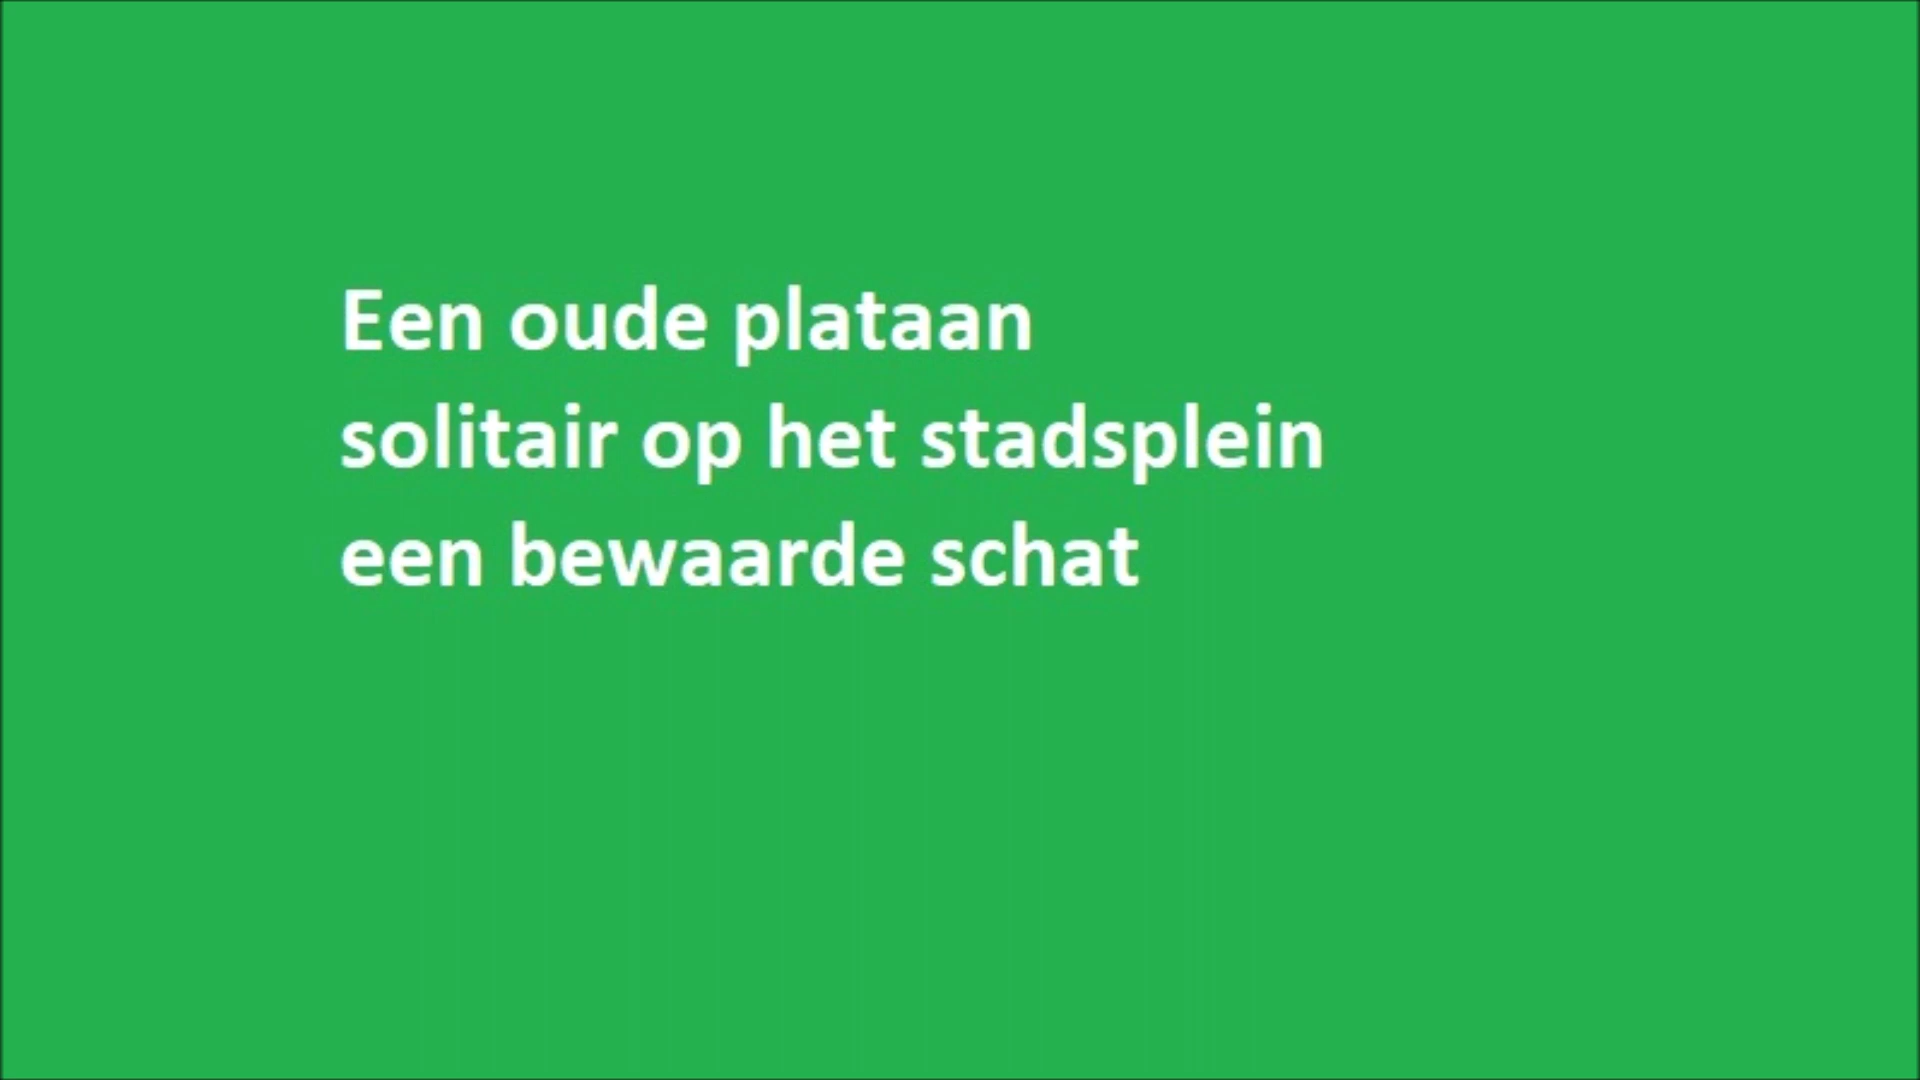 Een oude plataan
solitair op het stadsplein
een bewaarde schat